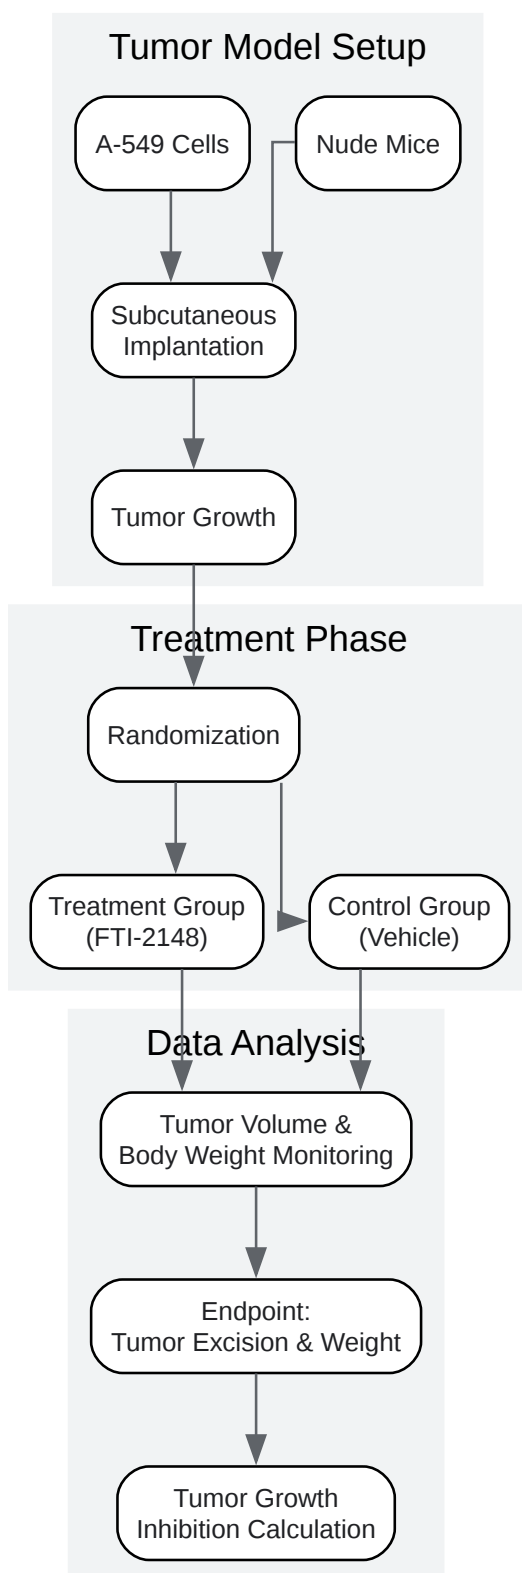 Tumor Model Setup
A-549 Cells
Nude Mice
Subcutaneous
Implantation
Tumor Growth
Treatment Phase
Randomization
Treatment Group
(FTI-2148)
Control Group
(Vehicle)
Data Analysis
Tumor Volume &
Body Weight Monitoring
Endpoint:
Tumor Excision & Weight
Tumor Growth
Inhibition Calculation